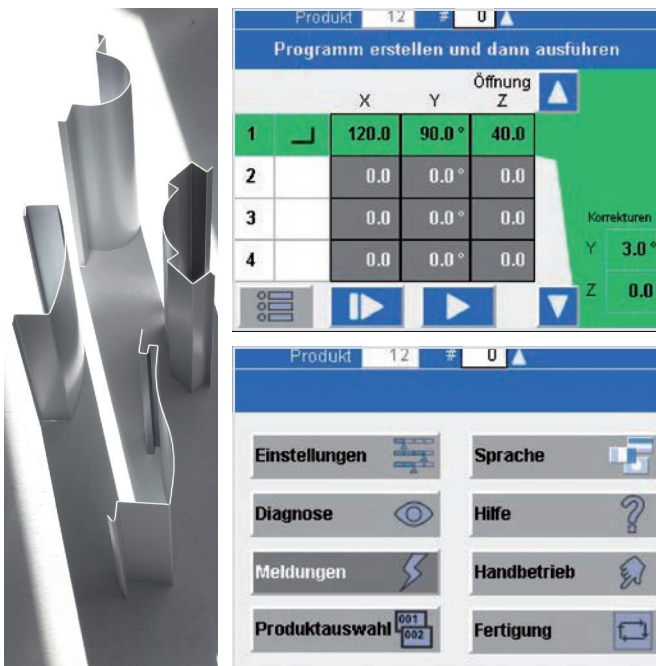 Produkt 12 # 0
Programm erstellen und dann ausführen
Öffnung
X Y Z
1 120.0 90.0° 40.0
2 0.0 0.0° 0.0
3 0.0 0.0° 0.0
4 0.0 0.0° 0.0
Korrekturen
Y 3.0°
Z 0.0
Produkt 12 # 0
Einstellungen
Sprache
Diagnose
Hilfe
Meldungen
Handbetrieb
Produktauswahl 001 002
Fertigung